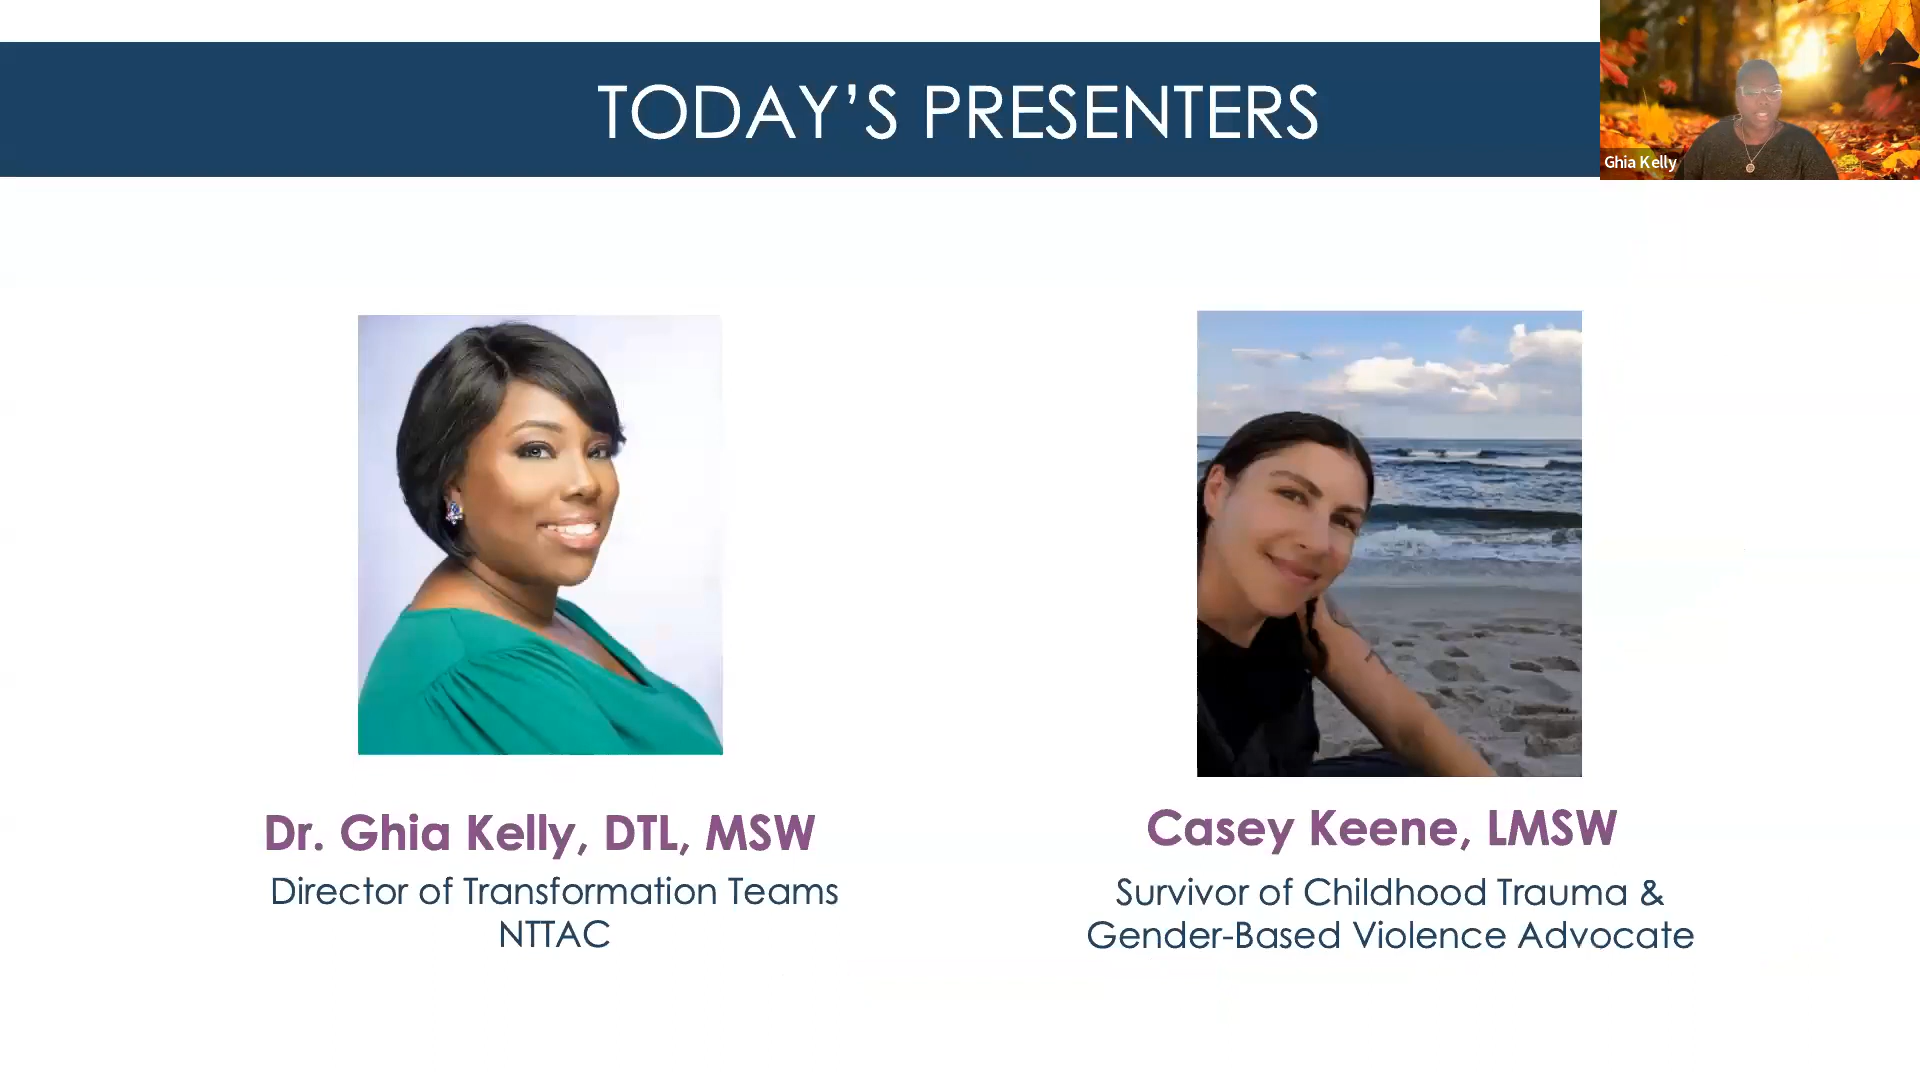 TODAY’S PRESENTERS
Ghia Kelly
Dr. Ghia Kelly, DTL, MSW
Director of Transformation Teams
NTTAC
Casey Keene, LMSW
Survivor of Childhood Trauma &
Gender-Based Violence Advocate